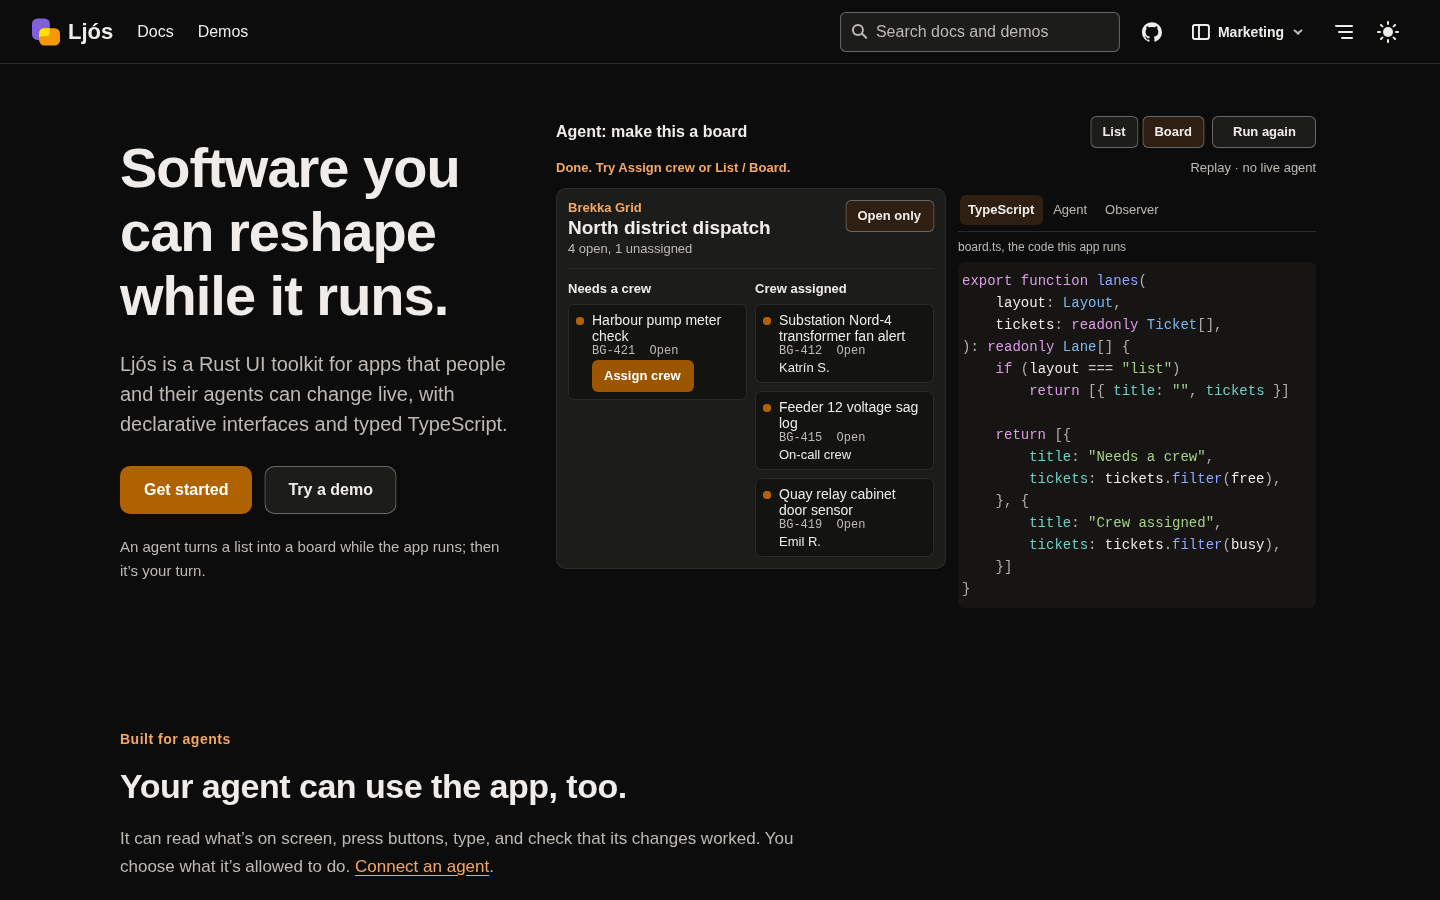 Ljós
Docs
Demos
Search docs and demos
Marketing
Software you
can reshape
while it runs.
Ljós is a Rust UI toolkit for apps that people
and their agents can change live, with
declarative interfaces and typed TypeScript.
Get started
Try a demo
An agent turns a list into a board while the app runs; then
it’s your turn.
Agent: make this a board
List
Board
Run again
Done. Try Assign crew or List / Board.
Replay · no live agent
Brekka Grid
North district dispatch
4 open, 1 unassigned
Open only
Needs a crew
Harbour pump meter
check
BG-421 Open
Assign crew
Crew assigned
Substation Nord-4
transformer fan alert
BG-412 Open
Katrín S.
Feeder 12 voltage sag
log
BG-415 Open
On-call crew
Quay relay cabinet
door sensor
BG-419 Open
Emil R.
TypeScript
Agent
Observer
board.ts, the code this app runs
export function lanes(
    layout: Layout,
    tickets: readonly Ticket[],
): readonly Lane[] {
    if (layout === "list")
        return [{ title: "", tickets }]
    return [{
        title: "Needs a crew",
        tickets: tickets.filter(free),
    }, {
        title: "Crew assigned",
        tickets: tickets.filter(busy),
    }]
}
Built for agents
Your agent can use the app, too.
It can read what’s on screen, press buttons, type, and check that its changes worked. You
choose what it’s allowed to do. Connect an agent.